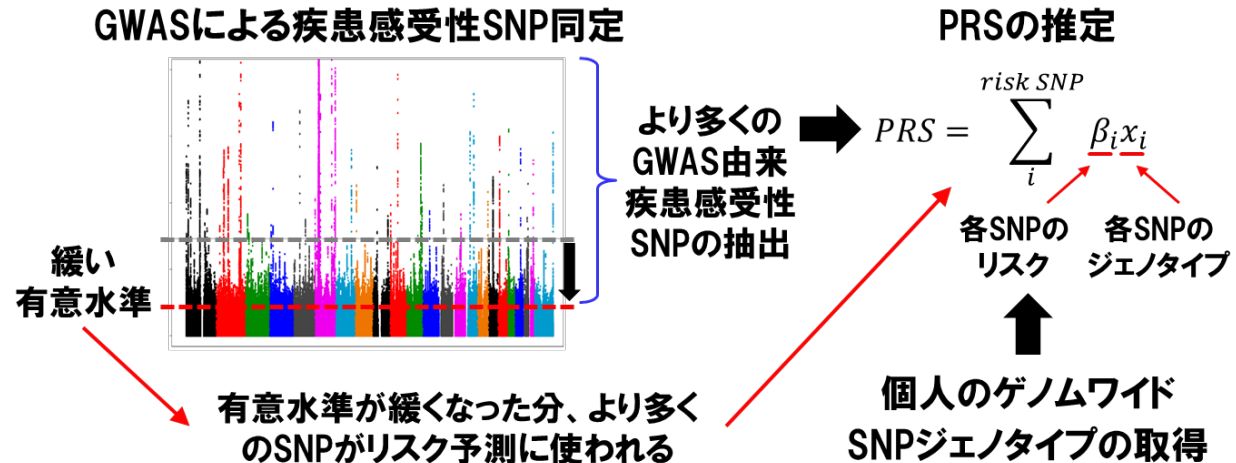 GWASによる疾患感受性SNP同定
緩い
有意水準
より多くの
GWAS由来
疾患感受性
SNPの抽出
有意水準が緩くなった分、より多く
のSNPがリスク予測に使われる
PRSの推定
risk SNP
PRS = ∑ βᵢxᵢ
i
各SNPの
リスク
各SNPの
ジェノタイプ
個人のゲノムワイド
SNPジェノタイプの取得